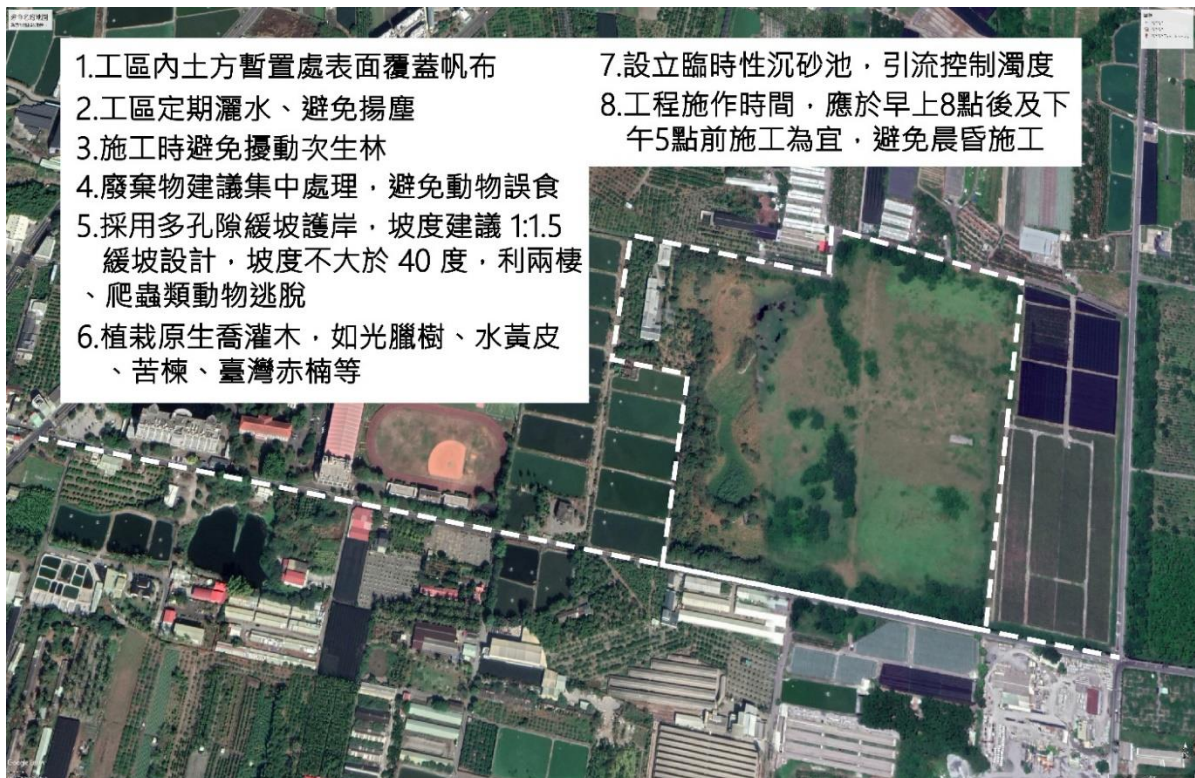 1.工區內土方暫置處表面覆蓋帆布
2.工區定期灑水、避免揚塵
3.施工時避免擾動次生林
4.廢棄物建議集中處理，避免動物誤食
5.採用多孔隙緩坡護岸，坡度建議 1:1.5
緩坡設計，坡度不大於 40 度，利兩棲
、爬蟲類動物逃脫
6.植栽原生喬灌木，如光臘樹、水黃皮
、苦楝、臺灣赤楠等
7.設立臨時性沉砂池，引流控制濁度
8.工程施作時間，應於早上8點後及下
午5點前施工為宜，避免晨昏施工
Google Earth